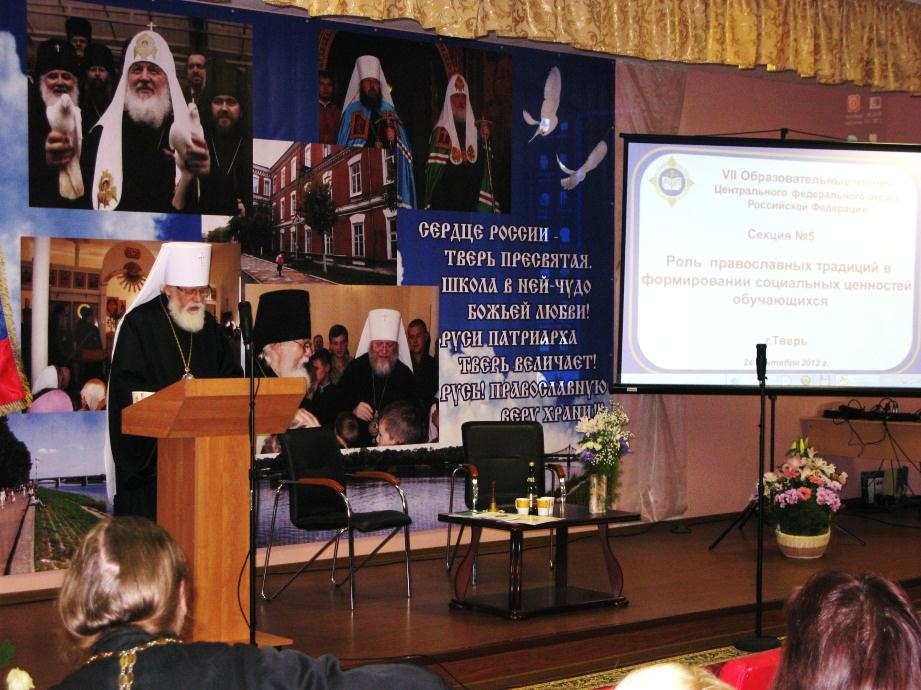 СЕРДЦЕ РОССИИ -
ТВЕРЬ ПРЕСВЯТАЯ.
ШКОЛА В НЕЙ-ЧУДО
БОЖЬЕЙ ЛЮБВИ!
РУСИ ПАТРИАРХА
ТВЕРЬ ВЕЛИЧАЕТ!
РУСЬ! ПРАВОСЛАВНУЮ
ВЕРУ ХРАНИ!
VII Образовательные чтения
Центрального федерального округа
Российской Федерации
Секция №5
Роль православных традиций в
формировании социальных ценностей
обучающихся
г.Тверь
24 2012 г.